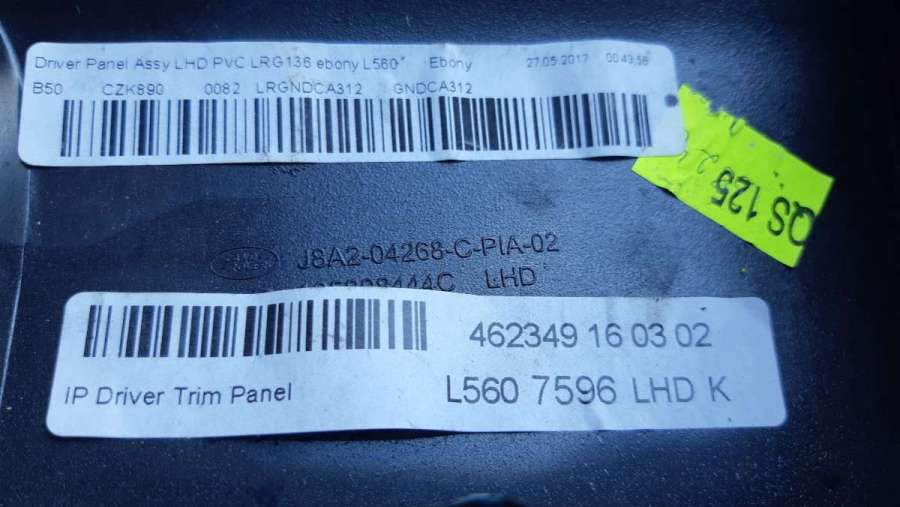 Driver Panel Assy LHD PVC LRG136 ebony L560* Ebony 27.05.2017 00:49:56
B50 CZK890 0082 LRGNDCA312 GNDCA312
QS 125
J8A2-04268-C-PIA-02
LHD
462349 16 03 02
IP Driver Trim Panel L560 7596 LHD K